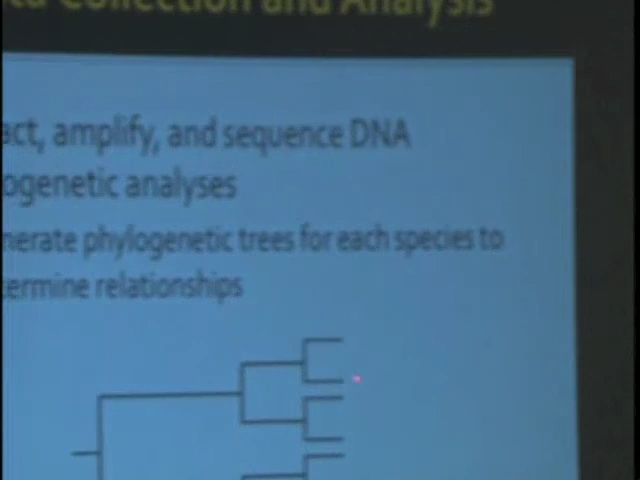 ta Collection and Analysis
act, amplify, and sequence DNA
ogenetic analyses
nerate phylogenetic trees for each species to
termine relationships